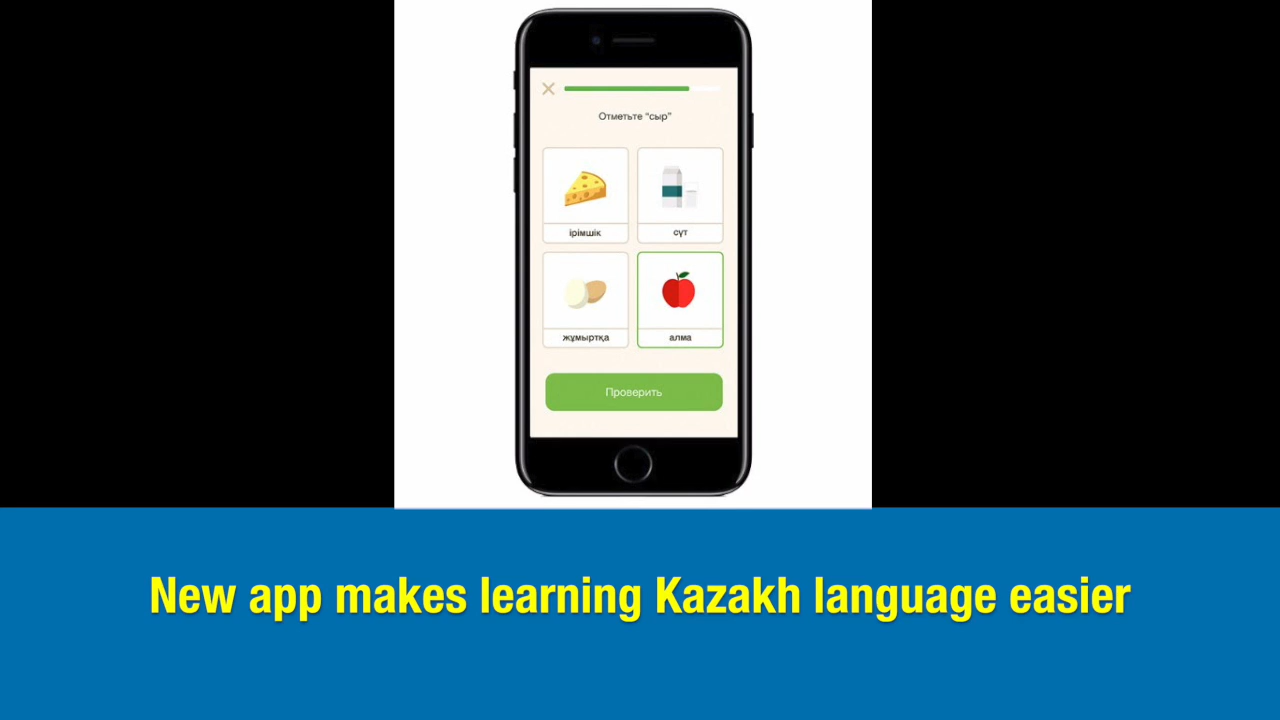 Отметьте “сыр”
ірімшік
сүт
жұмыртқа
алма
Проверить
New app makes learning Kazakh language easier